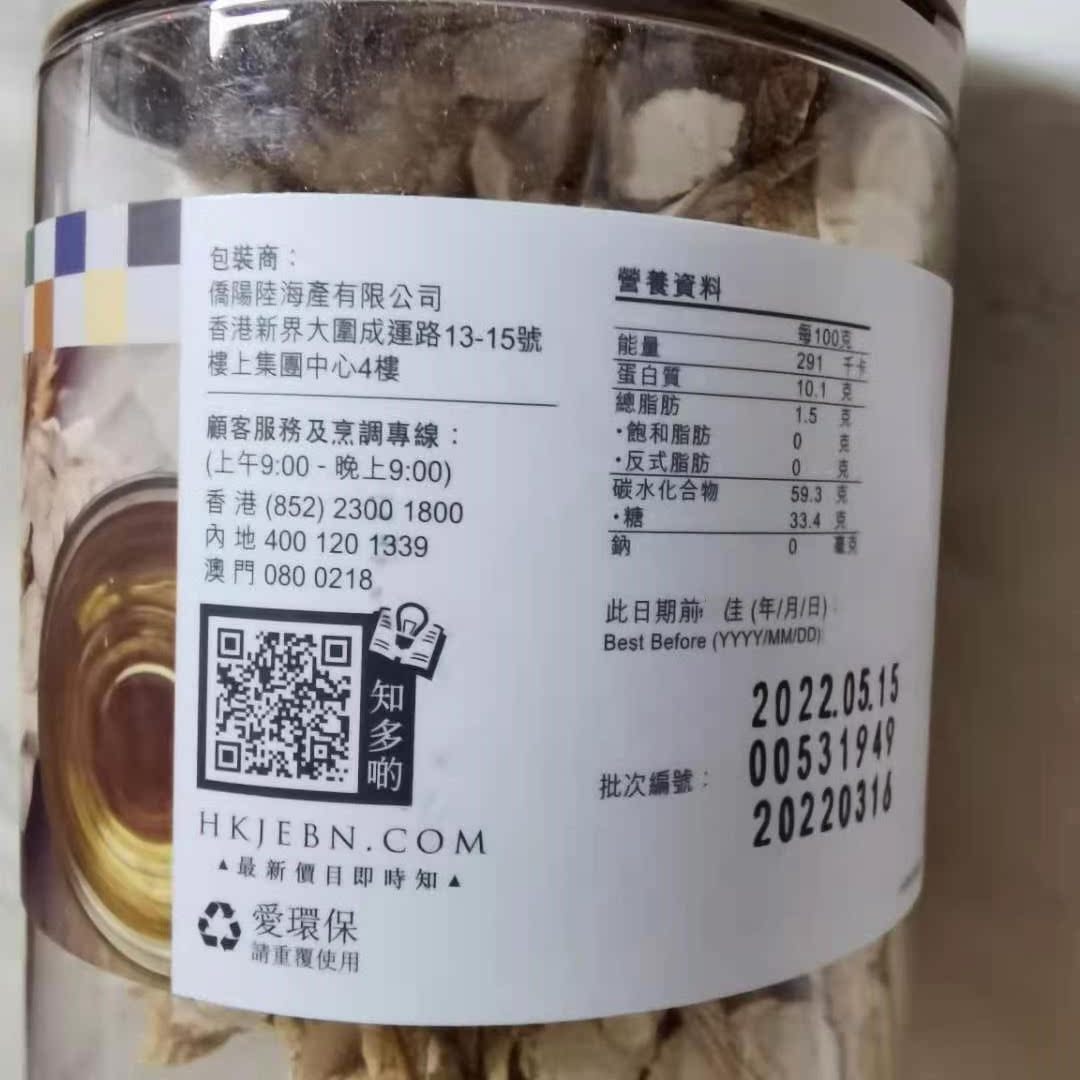 包裝商：
僑陽陸海產有限公司
香港新界大圍成運路13-15號
樓上集團中心4樓
顧客服務及烹調專線：
(上午9:00 - 晚上9:00)
香港 (852) 2300 1800
內地 400 120 1339
澳門 080 0218
知多啲
HKJEBN.COM
▲最新價目即時知▲
愛環保
請重覆使用
營養資料
每100克
能量 291 千卡
蛋白質 10.1 克
總脂肪 1.5 克
•飽和脂肪 0 克
•反式脂肪 0 克
碳水化合物 59.3 克
•糖 33.4 克
鈉 0 毫克
此日期前 佳 (年/月/日)：
Best Before (YYYY/MM/DD)
2022.05.15
00531949
批次編號： 20220316